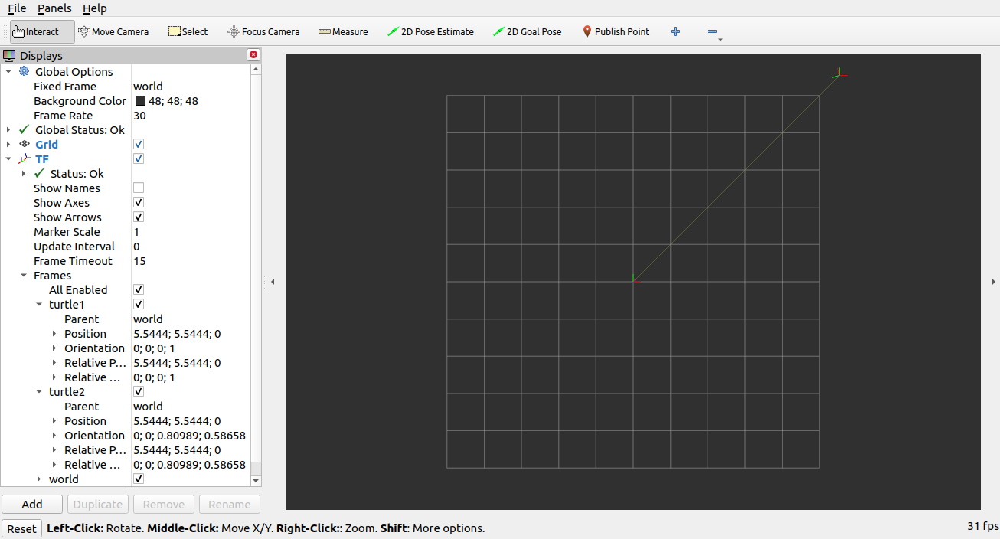 File Panels Help
Interact Move Camera Select Focus Camera Measure 2D Pose Estimate 2D Goal Pose Publish Point
Displays
Global Options
Fixed Frame world
Background Color 48; 48; 48
Frame Rate 30
Global Status: Ok
Grid
TF
Status: Ok
Show Names
Show Axes
Show Arrows
Marker Scale 1
Update Interval 0
Frame Timeout 15
Frames
All Enabled
turtle1
Parent world
Position 5.5444; 5.5444; 0
Orientation 0; 0; 0; 1
Relative P... 5.5444; 5.5444; 0
Relative ... 0; 0; 0; 1
turtle2
Parent world
Position 5.5444; 5.5444; 0
Orientation 0; 0; 0.80989; 0.58658
Relative P... 5.5444; 5.5444; 0
Relative ... 0; 0; 0.80989; 0.58658
world
Add Duplicate Remove Rename
Reset Left-Click: Rotate. Middle-Click: Move X/Y. Right-Click:: Zoom. Shift: More options. 31 fps